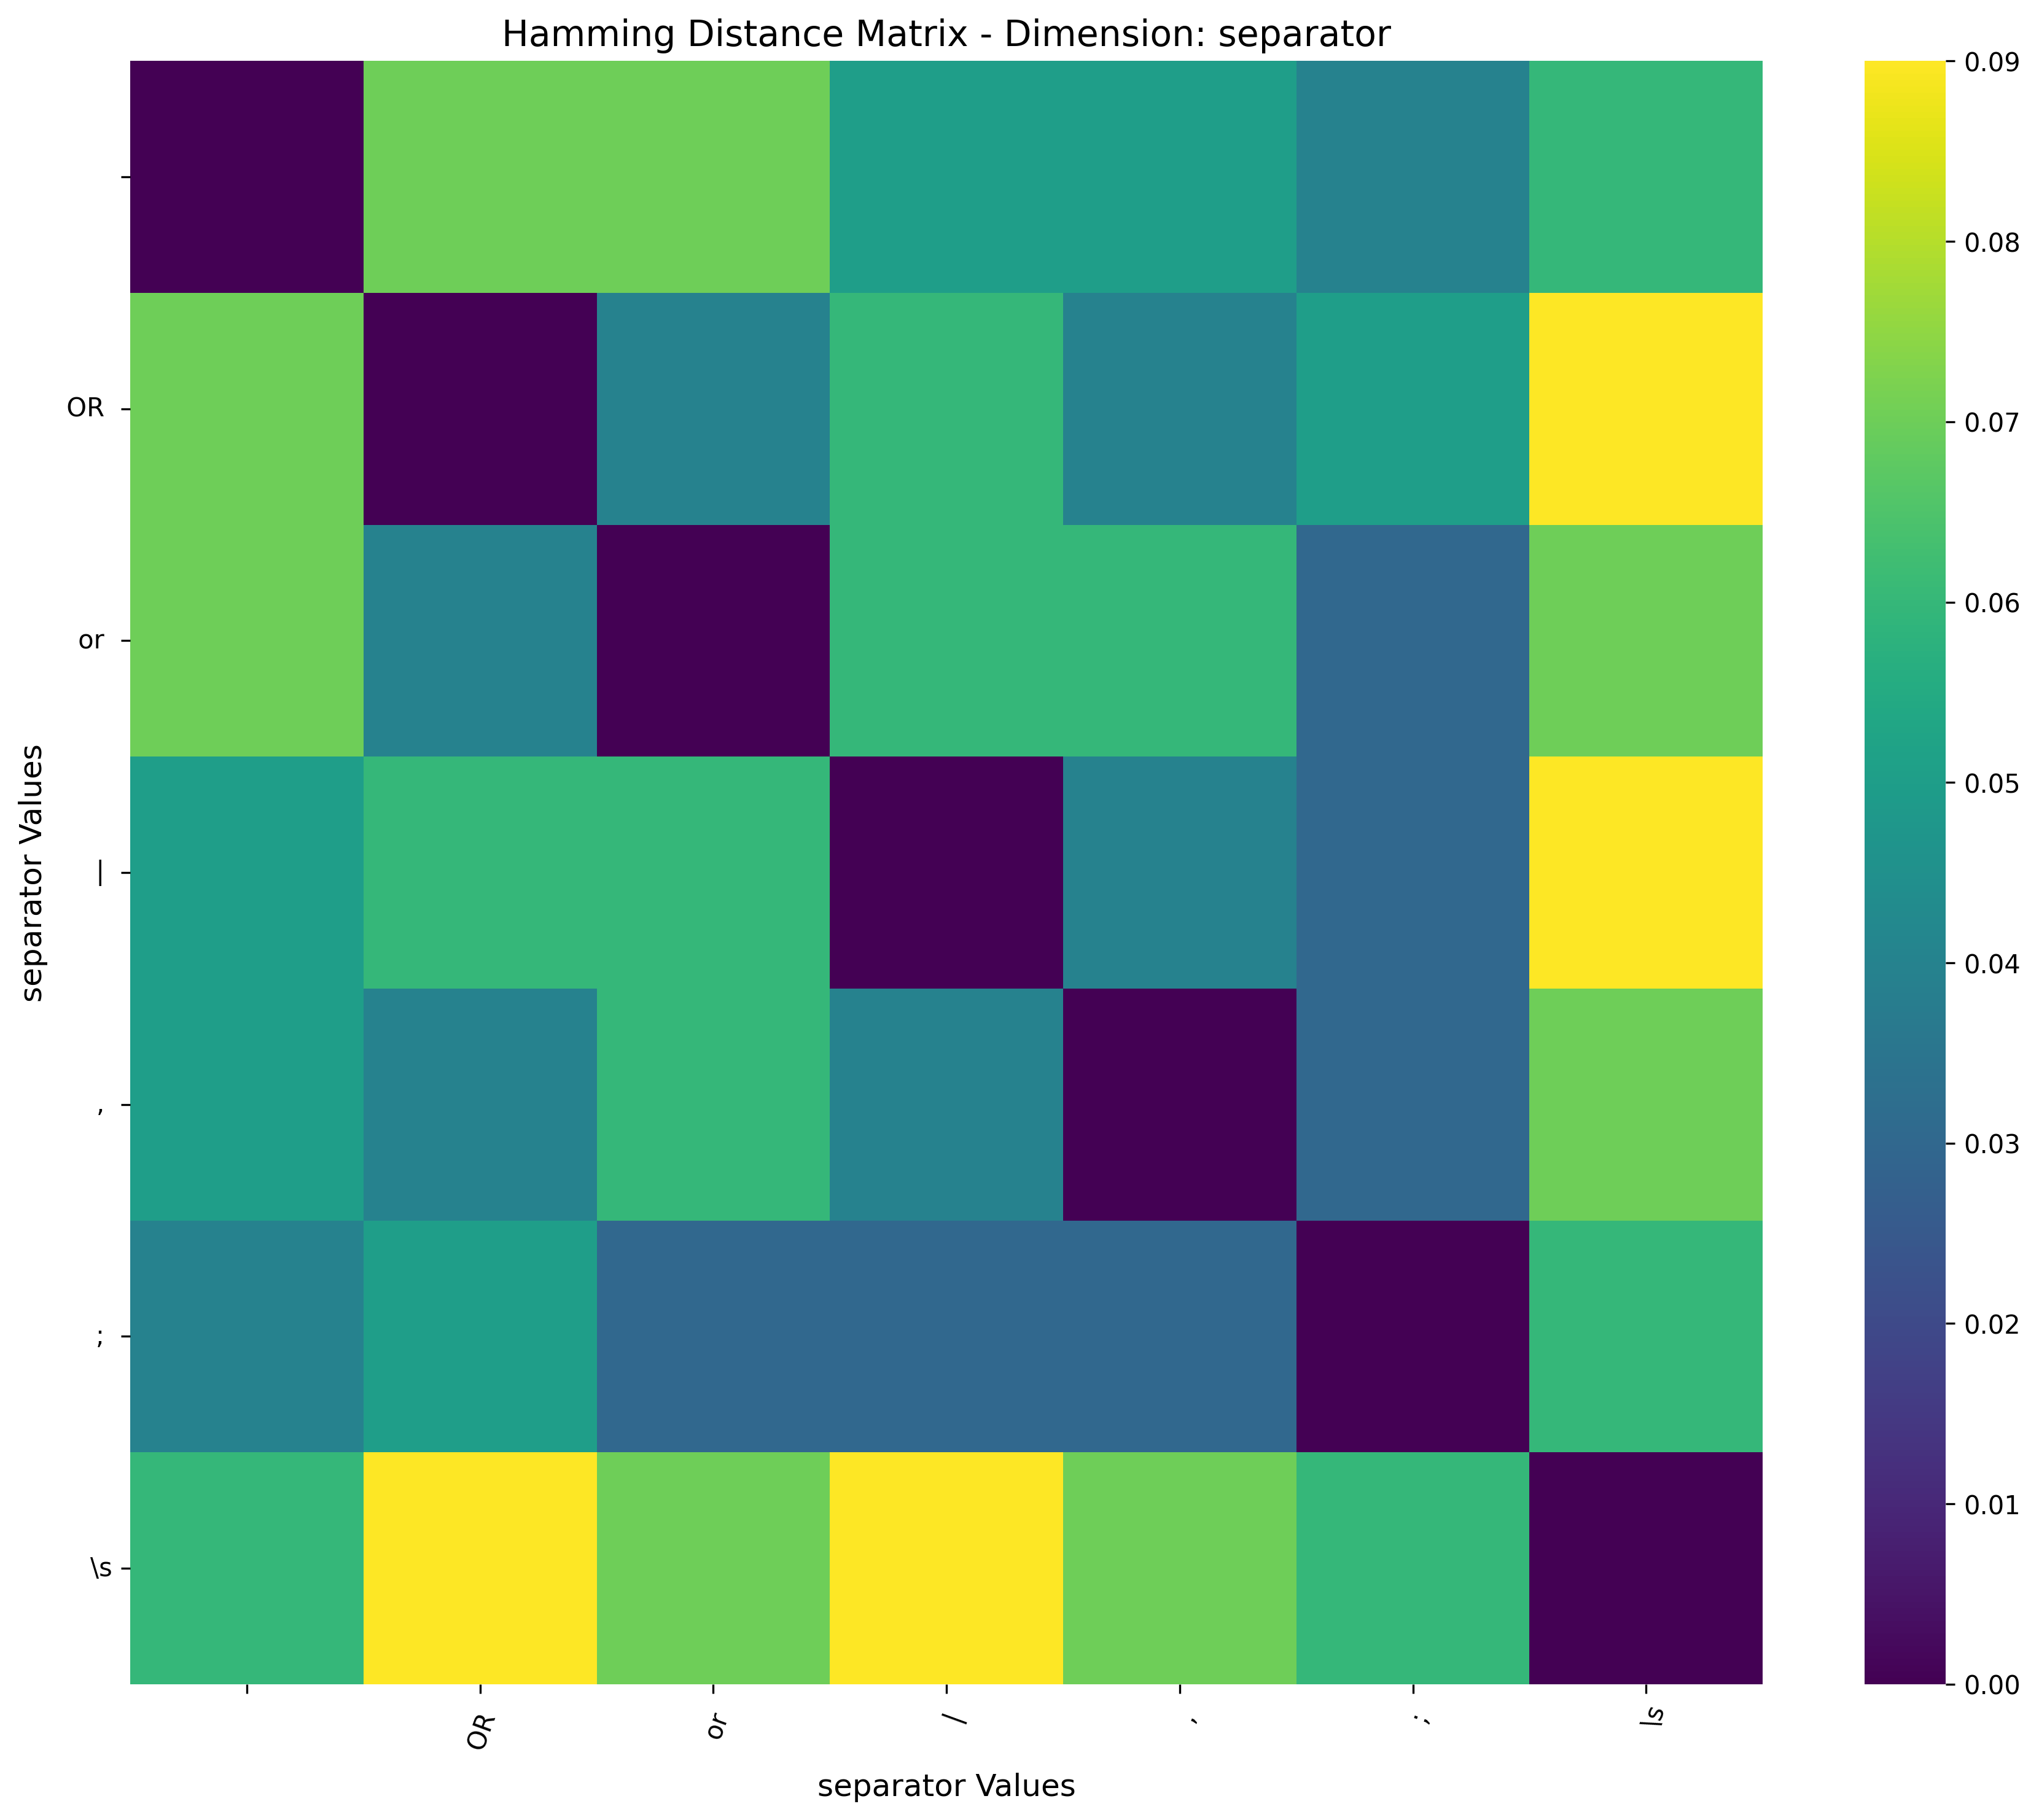 Hamming Distance Matrix - Dimension: separator
separator Values
OR
or
|
,
;
\s
OR
or
|
,
;
\s
separator Values
0.09
0.08
0.07
0.06
0.05
0.04
0.03
0.02
0.01
0.00